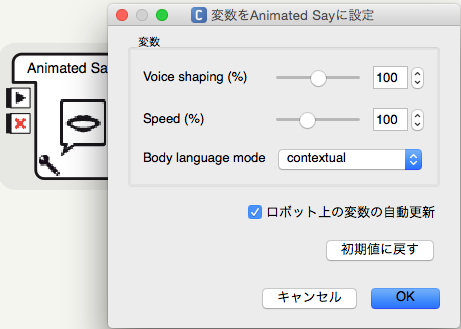 変数をAnimated Sayに設定
変数
Animated Sa
Voice shaping (%)
100
Speed (%)
100
Body language mode
contextual
ロボット上の変数の自動更新
初期値に戻す
キャンセル
OK